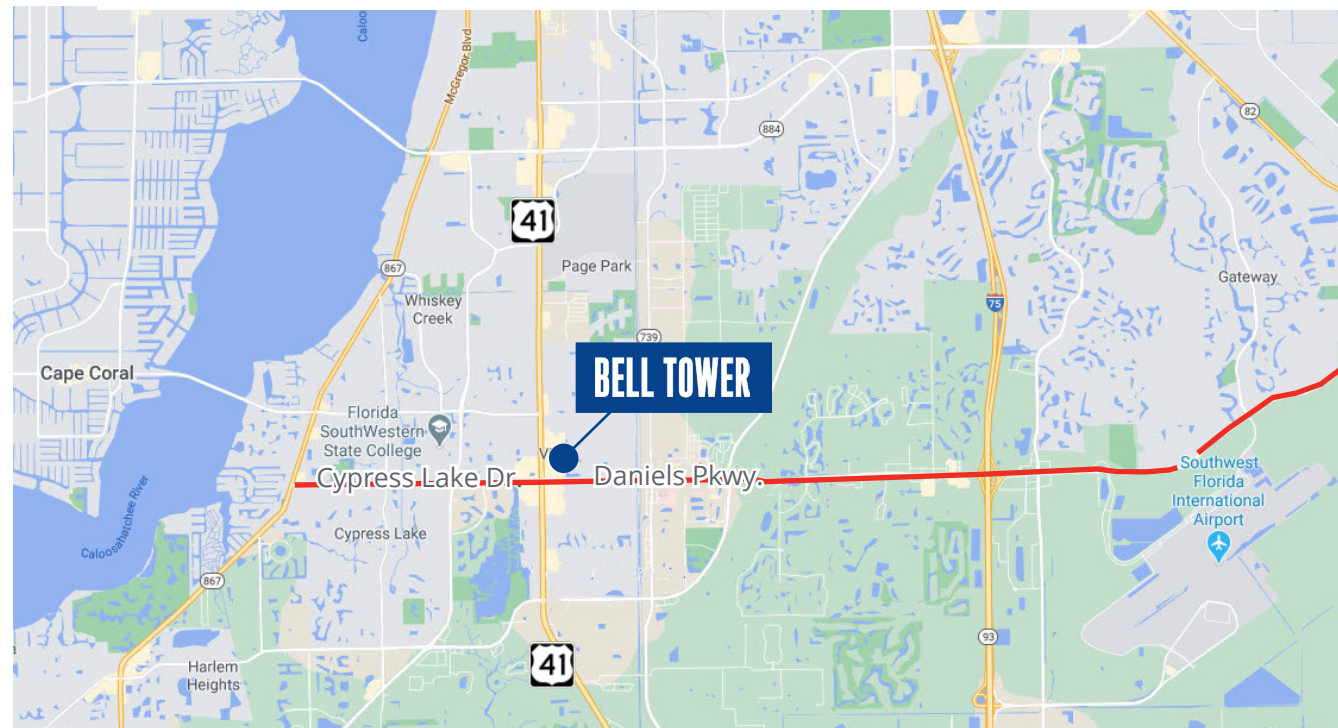 Caloo
McGregor Blvd
884
82
41
867
Page Park
Whiskey
Creek
Gateway
75
739
BELL TOWER
Cape Coral
Florida
SouthWestern
State College
Cypress Lake Dr.
Daniels Pkwy.
Southwest
Florida
International
Airport
Cypress Lake
Caloosahatchee River
867
93
41
Harlem
Heights